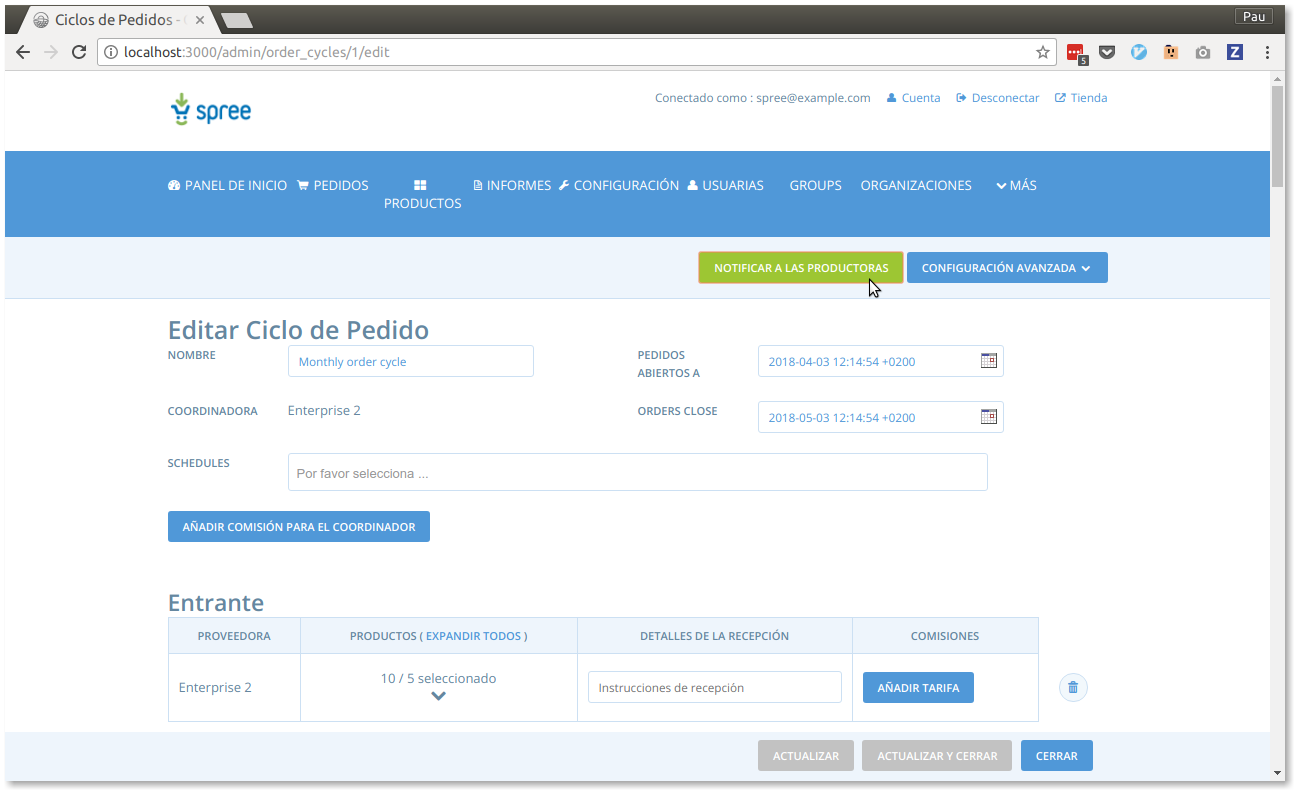 Pau
Ciclos de Pedidos -
localhost:3000/admin/order_cycles/1/edit
5
Z
spree
Conectado como : spree@example.com Cuenta Desconectar Tienda
PANEL DE INICIO PEDIDOS PRODUCTOS INFORMES CONFIGURACIÓN USUARIAS GROUPS ORGANIZACIONES MÁS
NOTIFICAR A LAS PRODUCTORAS CONFIGURACIÓN AVANZADA
Editar Ciclo de Pedido
NOMBRE Monthly order cycle
PEDIDOS
ABIERTOS A
2018-04-03 12:14:54 +0200
COORDINADORA Enterprise 2
ORDERS CLOSE 2018-05-03 12:14:54 +0200
SCHEDULES Por favor selecciona ...
AÑADIR COMISIÓN PARA EL COORDINADOR
Entrante
PROVEEDORA PRODUCTOS ( EXPANDIR TODOS ) DETALLES DE LA RECEPCIÓN COMISIONES
Enterprise 2 10 / 5 seleccionado Instrucciones de recepción AÑADIR TARIFA
ACTUALIZAR ACTUALIZAR Y CERRAR CERRAR